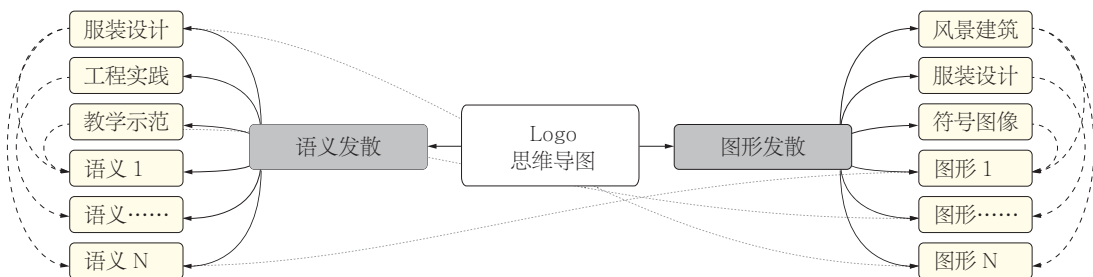 服装设计
工程实践
教学示范
语义 1
语义……
语义 N
语义发散
Logo
思维导图
图形发散
风景建筑
服装设计
符号图像
图形 1
图形……
图形 N